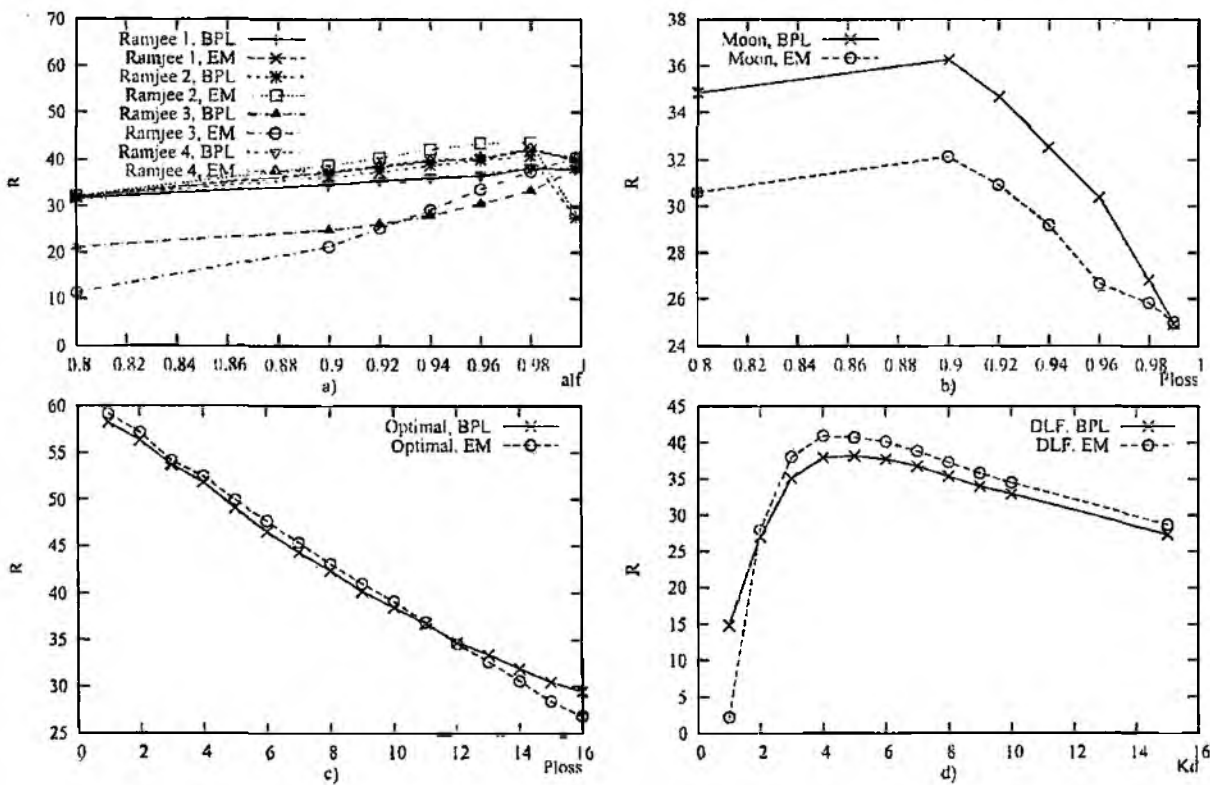 70
60
50
40
30
20
10
0
R
Ramjee 1, BPL
Ramjee 1, EM
Ramjee 2, BPL
Ramjee 2, EM
Ramjee 3, BPL
Ramjee 3, EM
Ramjee 4, BPL
Ramjee 4, EM
0.8 0.82 0.84 0.86 0.88 0.9 0.92 0.94 0.96 0.98 1
a) alf
38
36
34
32
30
28
26
24
R
Moon, BPL
Moon, EM
0.8 0.82 0.84 0.86 0.88 0.9 0.92 0.94 0.96 0.98 1
b) Ploss
60
55
50
45
40
35
30
25
R
Optimal, BPL
Optimal, EM
0 2 4 6 8 10 12 14 16
c) Ploss
45
40
35
30
25
20
15
10
5
0
R
DLF, BPL
DLF, EM
0 2 4 6 8 10 12 14 16
d) Kd